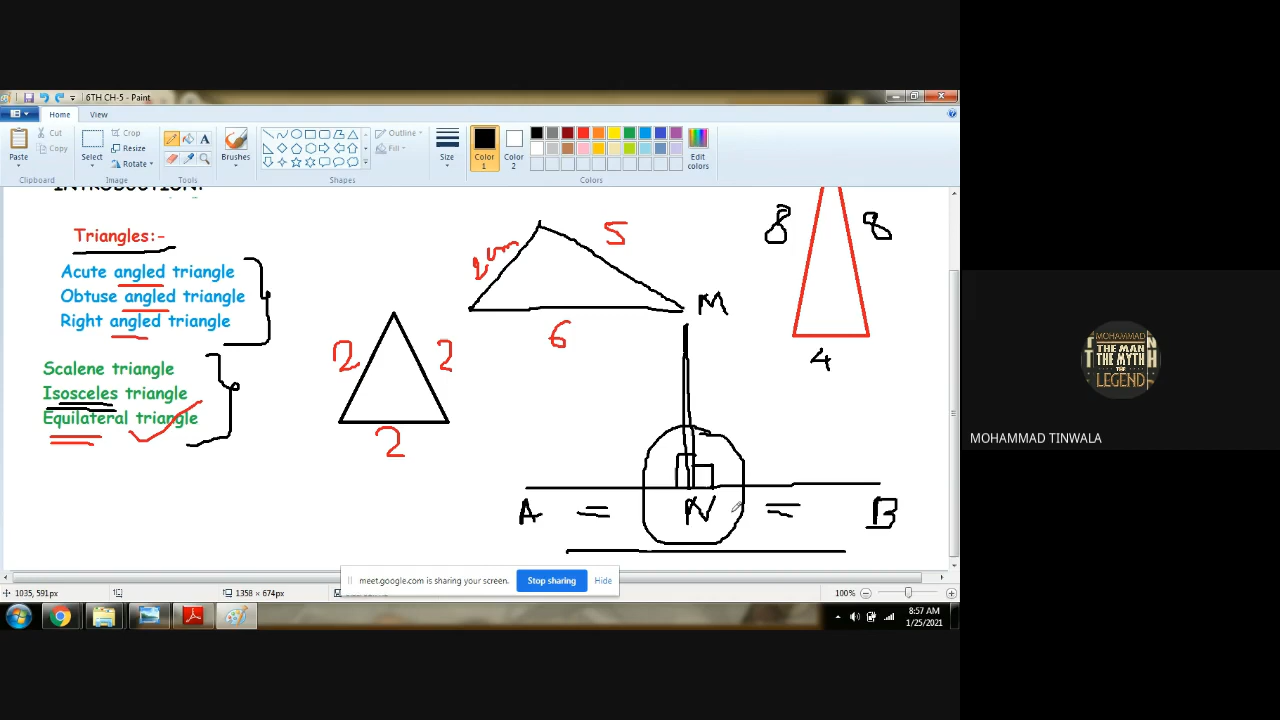 6TH CH-5 - Paint
Home View
Paste
Cut
Copy
Clipboard
Select
Crop
Resize
Rotate
Image
A
Tools
Brushes
Shapes
Outline
Fill
Size
Color 1
Color 2
Edit colors
Colors
INTRODUCTION:
Triangles:-
Acute angled triangle
Obtuse angled triangle
Right angled triangle
Scalene triangle
Isosceles triangle
Equilateral triangle
2 2
2
5
6
8 8
4
M
A = N = B
meet.google.com is sharing your screen. Stop sharing Hide
1035, 591px 1358 × 674px 100%
8:57 AM
1/25/2021
MOHAMMAD
THE MAN
THE MYTH
THE
LEGEND
MOHAMMAD TINWALA